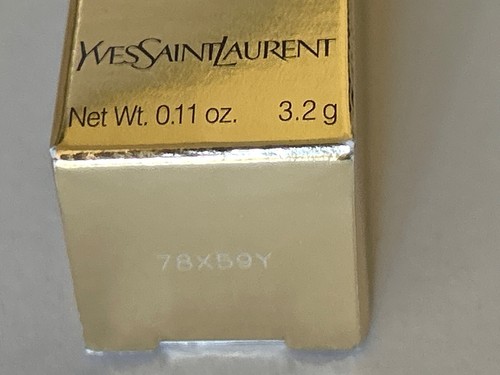 YVESSAINTLAURENT
Net Wt. 0.11 oz. 3.2 g
78X59Y